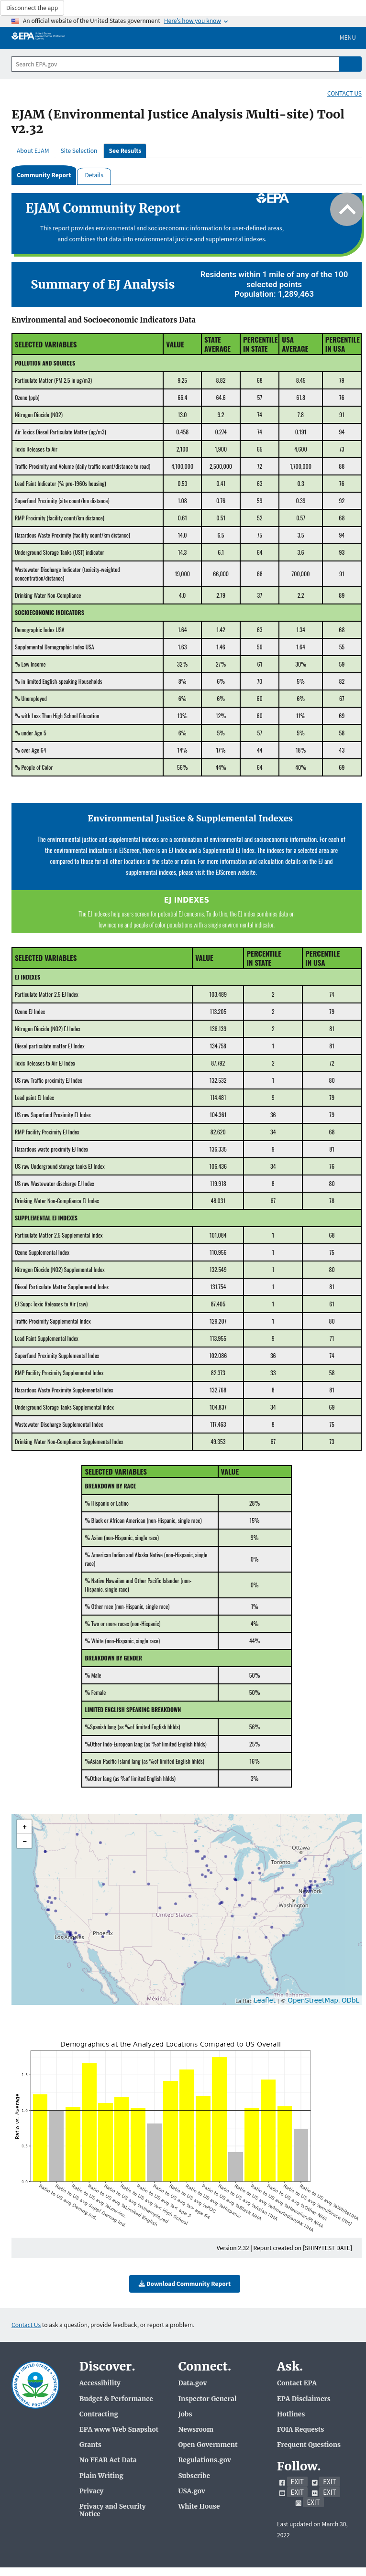 Disconnect the app
An official website of the United States government Here's how you know
EPA United States Environmental Protection Agency
MENU
Search EPA.gov
CONTACT US
EJAM (Environmental Justice Analysis Multi-site) Tool
v2.32
About EJAM Site Selection See Results
Community Report Details
EPA
EJAM Community Report
This report provides environmental and socioeconomic information for user-defined areas,
and combines that data into environmental justice and supplemental indexes.
Summary of EJ Analysis
Residents within 1 mile of any of the 100
selected points
Population: 1,289,463
Environmental and Socioeconomic Indicators Data
SELECTED VARIABLES VALUE STATE AVERAGE PERCENTILE IN STATE USA AVERAGE PERCENTILE IN USA
POLLUTION AND SOURCES
Particulate Matter (PM 2.5 in ug/m3) 9.25 8.82 68 8.45 79
Ozone (ppb) 66.4 64.6 57 61.8 76
Nitrogen Dioxide (NO2) 13.0 9.2 74 7.8 91
Air Toxics Diesel Particulate Matter (ug/m3) 0.458 0.274 74 0.191 94
Toxic Releases to Air 2,100 1,900 65 4,600 73
Traffic Proximity and Volume (daily traffic count/distance to road) 4,100,000 2,500,000 72 1,700,000 88
Lead Paint Indicator (% pre-1960s housing) 0.53 0.41 63 0.3 76
Superfund Proximity (site count/km distance) 1.08 0.76 59 0.39 92
RMP Proximity (facility count/km distance) 0.61 0.51 52 0.57 68
Hazardous Waste Proximity (facility count/km distance) 14.0 6.5 75 3.5 94
Underground Storage Tanks (UST) indicator 14.3 6.1 64 3.6 93
Wastewater Discharge Indicator (toxicity-weighted
concentration/distance) 19,000 66,000 68 700,000 91
Drinking Water Non-Compliance 4.0 2.79 37 2.2 89
SOCIOECONOMIC INDICATORS
Demographic Index USA 1.64 1.42 63 1.34 68
Supplemental Demographic Index USA 1.63 1.46 56 1.64 55
% Low Income 32% 27% 61 30% 59
% in limited English-speaking Households 8% 6% 70 5% 82
% Unemployed 6% 6% 60 6% 67
% with Less Than High School Education 13% 12% 60 11% 69
% under Age 5 6% 5% 57 5% 58
% over Age 64 14% 17% 44 18% 43
% People of Color 56% 44% 64 40% 69
Environmental Justice & Supplemental Indexes
The environmental justice and supplemental indexes are a combination of environmental and socioeconomic information. For each of
the environmental indicators in EJScreen, there is an EJ Index and a Supplemental EJ Index. The indexes for a selected area are
compared to those for all other locations in the state or nation. For more information and calculation details on the EJ and
supplemental indexes, please visit the EJScreen website.
EJ INDEXES
The EJ indexes help users screen for potential EJ concerns. To do this, the EJ index combines data on
low income and people of color populations with a single environmental indicator.
SELECTED VARIABLES VALUE PERCENTILE IN STATE PERCENTILE IN USA
EJ INDEXES
Particulate Matter 2.5 EJ Index 103.489 2 74
Ozone EJ Index 113.205 2 79
Nitrogen Dioxide (NO2) EJ Index 136.139 2 81
Diesel particulate matter EJ Index 134.758 1 81
Toxic Releases to Air EJ Index 87.792 2 72
US raw Traffic proximity EJ Index 132.532 1 80
Lead paint EJ Index 114.481 9 79
US raw Superfund Proximity EJ Index 104.361 36 79
RMP Facility Proximity EJ Index 82.620 34 68
Hazardous waste proximity EJ Index 136.335 9 81
US raw Underground storage tanks EJ Index 106.436 34 76
US raw Wastewater discharge EJ Index 119.918 8 80
Drinking Water Non-Compliance EJ Index 48.031 67 78
SUPPLEMENTAL EJ INDEXES
Particulate Matter 2.5 Supplemental Index 101.084 1 68
Ozone Supplemental Index 110.956 1 75
Nitrogen Dioxide (NO2) Supplemental Index 132.549 1 80
Diesel Particulate Matter Supplemental Index 131.754 1 81
EJ Supp: Toxic Releases to Air (raw) 87.405 1 61
Traffic Proximity Supplemental Index 129.207 1 80
Lead Paint Supplemental Index 113.955 9 71
Superfund Proximity Supplemental Index 102.086 36 74
RMP Facility Proximity Supplemental Index 82.373 33 58
Hazardous Waste Proximity Supplemental Index 132.768 8 81
Underground Storage Tanks Supplemental Index 104.837 34 69
Wastewater Discharge Supplemental Index 117.463 8 75
Drinking Water Non-Compliance Supplemental Index 49.353 67 73
SELECTED VARIABLES VALUE
BREAKDOWN BY RACE
% Hispanic or Latino 28%
% Black or African American (non-Hispanic, single race) 15%
% Asian (non-Hispanic, single race) 9%
% American Indian and Alaska Native (non-Hispanic, single
race) 0%
% Native Hawaiian and Other Pacific Islander (non-
Hispanic, single race) 0%
% Other race (non-Hispanic, single race) 1%
% Two or more races (non-Hispanic) 4%
% White (non-Hispanic, single race) 44%
BREAKDOWN BY GENDER
% Male 50%
% Female 50%
LIMITED ENGLISH SPEAKING BREAKDOWN
%Spanish lang (as %of limited English hhlds) 56%
%Other Indo-European lang (as %of limited English hhlds) 25%
%Asian-Pacific Island lang (as %of limited English hhlds) 16%
%Other lang (as %of limited English hhlds) 3%
+
−
Ottawa
Toronto
New York
Washington
United States
Los Angeles
Phoenix
México
La Hab
Leaflet | © OpenStreetMap, ODbL
Demographics at the Analyzed Locations Compared to US Overall
Ratio vs. Average
1.5
1.0
0.5
0.0
Ratio to US avg Demog.Ind
Ratio to US avg Suppl Demog Ind
Ratio to US avg %Low-inc.
Ratio to US avg %Limited English
Ratio to US avg %Unemployed
Ratio to US avg %< High School
Ratio to US avg %< age 5
Ratio to US avg %> age 64
Ratio to US avg %POC
Ratio to US avg %Hispanic
Ratio to US avg %Black NHA
Ratio to US avg %Asian NHA
Ratio to US avg %AmerIndian/AK NHA
Ratio to US avg %Hawaiian/PI NHA
Ratio to US avg %Other NHA
Ratio to US avg %multirace (NH)
Ratio to US avg %WhiteNHA
Version 2.32 | Report created on [SHINYTEST DATE]
Download Community Report
Contact Us to ask a question, provide feedback, or report a problem.
Discover.
Accessibility
Budget & Performance
Contracting
EPA www Web Snapshot
Grants
No FEAR Act Data
Plain Writing
Privacy
Privacy and Security
Notice
Connect.
Data.gov
Inspector General
Jobs
Newsroom
Open Government
Regulations.gov
Subscribe
USA.gov
White House
Ask.
Contact EPA
EPA Disclaimers
Hotlines
FOIA Requests
Frequent Questions
Follow.
EXIT EXIT
EXIT EXIT
EXIT
Last updated on March 30,
2022